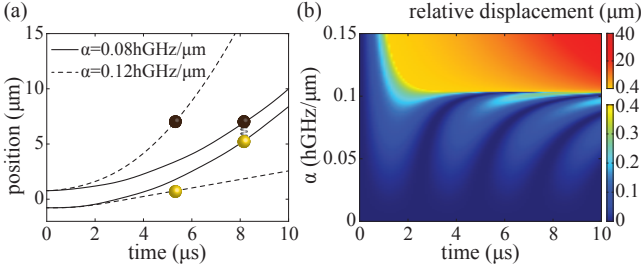 (a)
α=0.08hGHz/μm
α=0.12hGHz/μm
position (μm)
15
10
5
0
0 2 4 6 8 10
time (μs)
(b)
relative displacement (μm)
α (hGHz/μm)
0.15
0.1
0.05
0
0 2 4 6 8 10
time (μs)
40
20
0.4
0.4
0.3
0.2
0.1
0